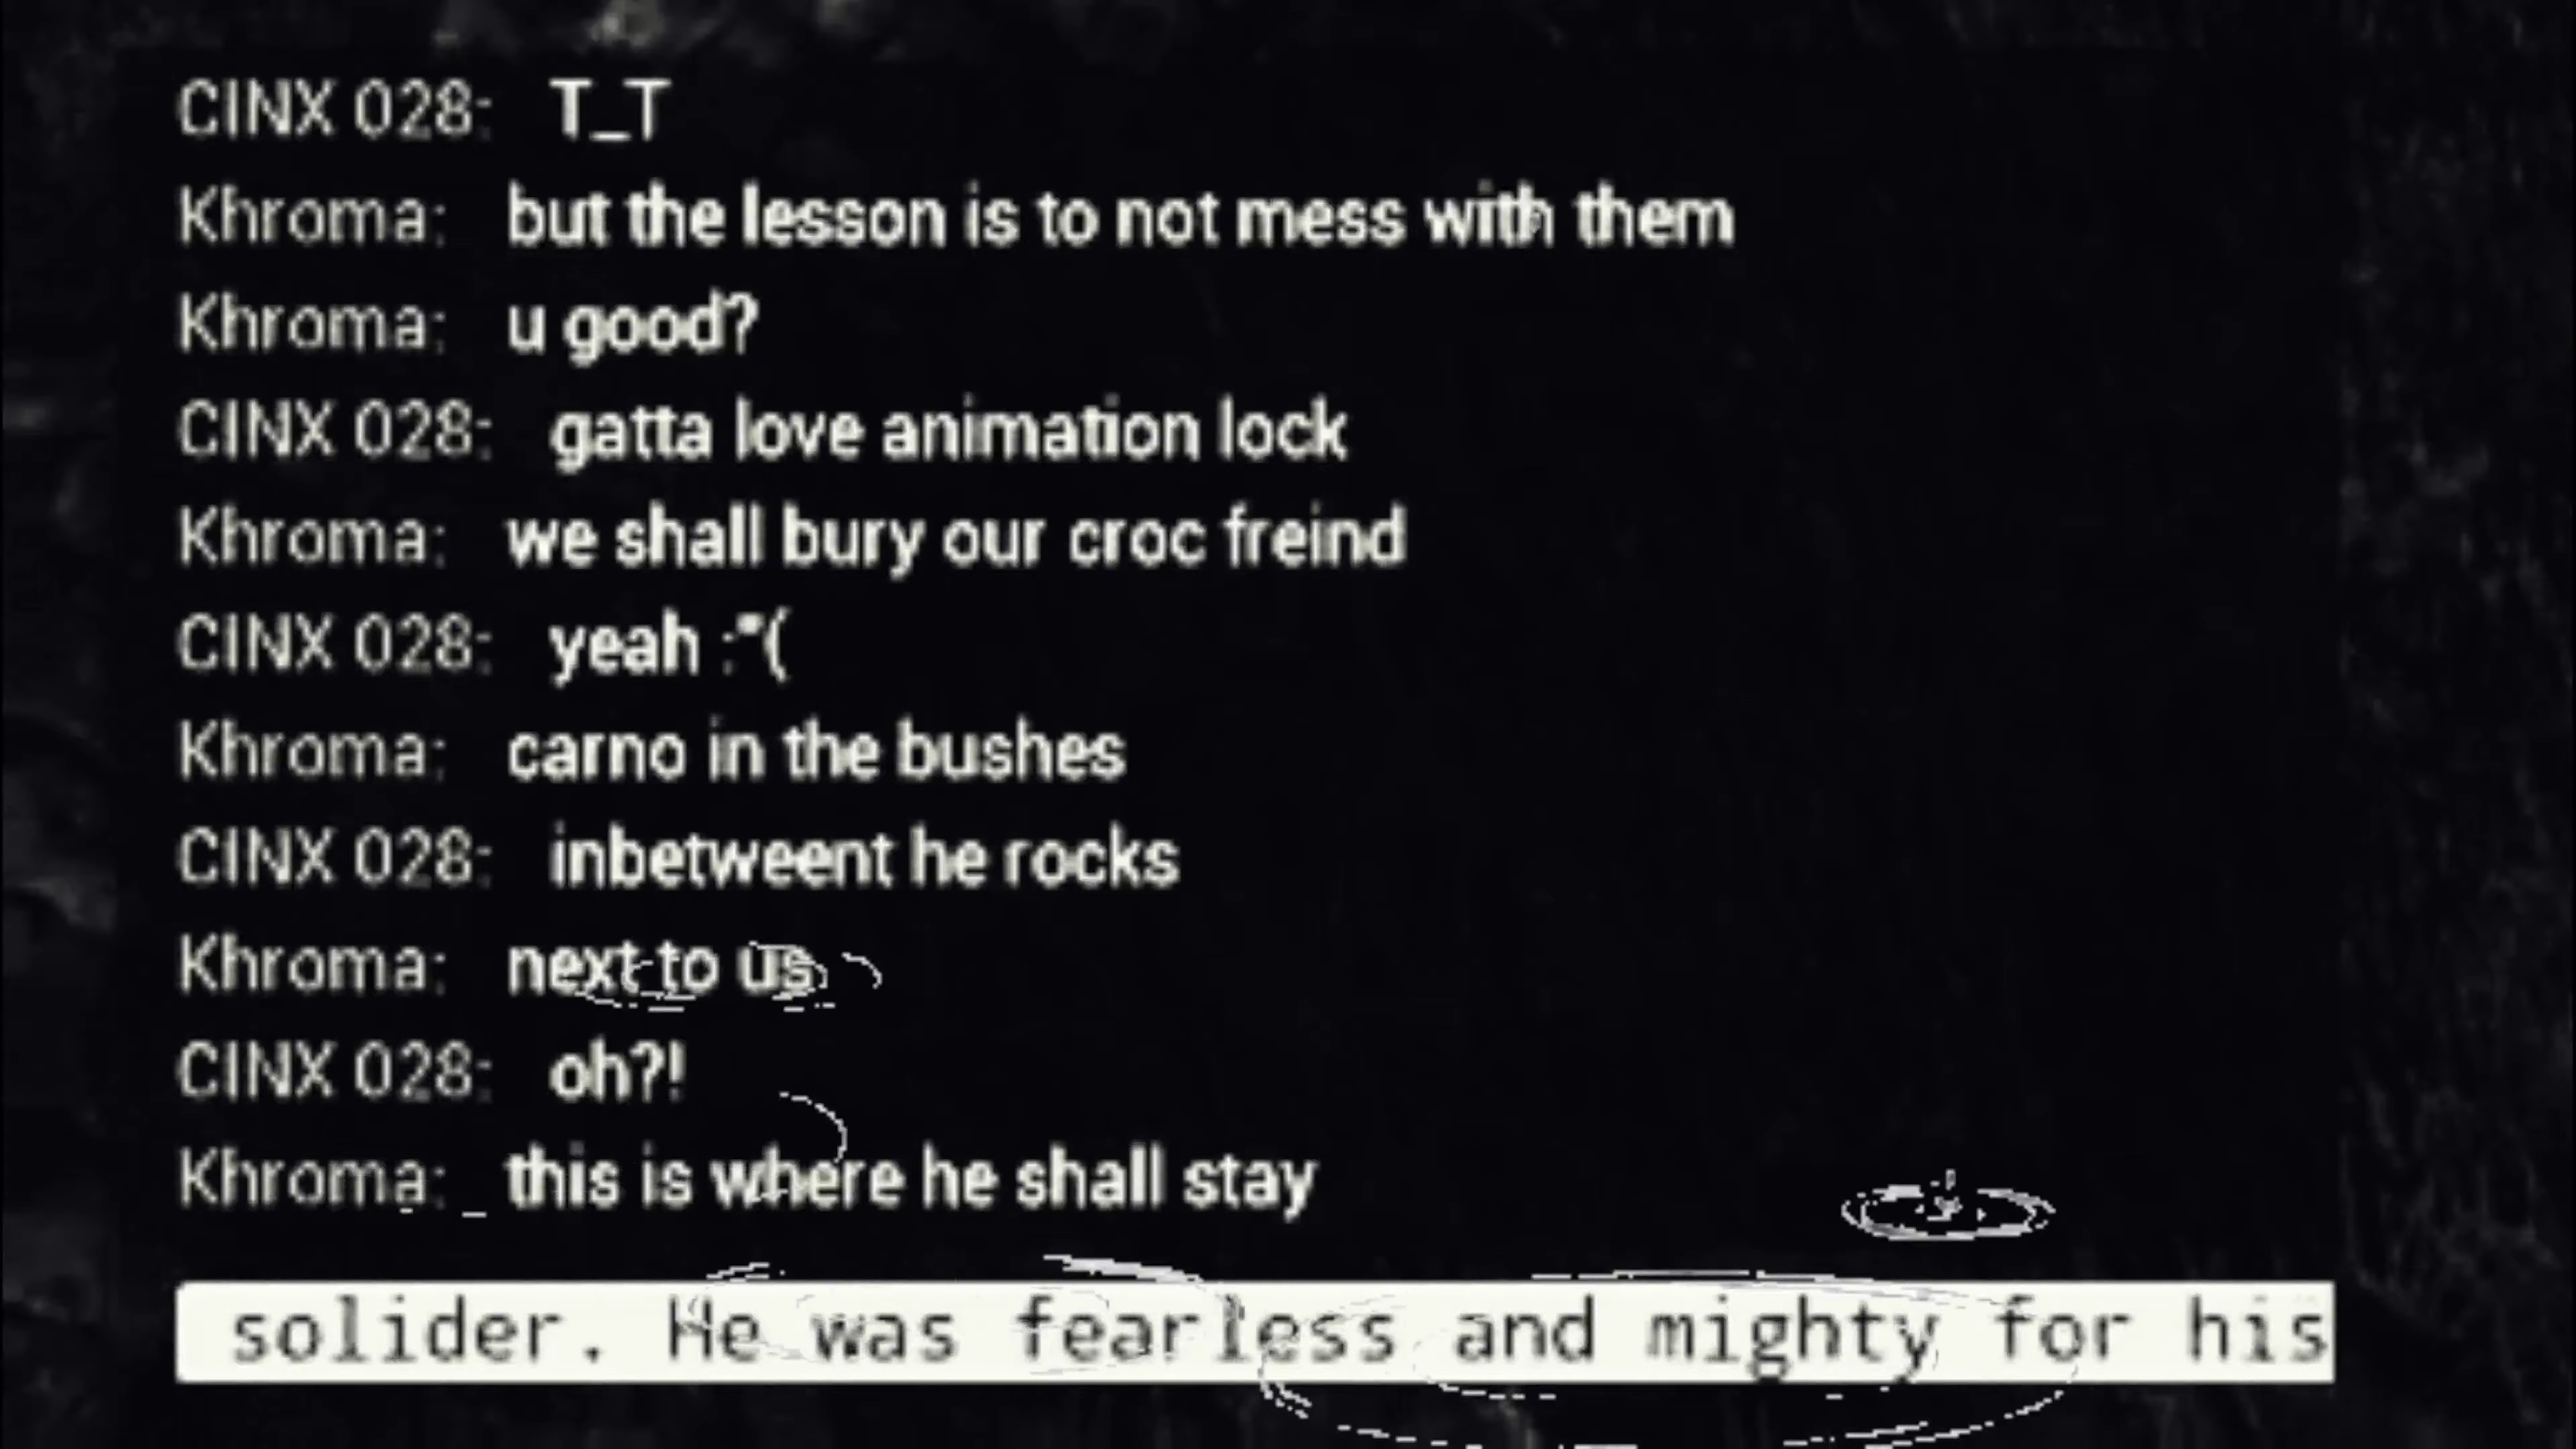 CINX 028: T_T
Khroma: but the lesson is to not mess with them
Khroma: u good?
CINX 028: gatta love animation lock
Khroma: we shall bury our croc freind
CINX 028: yeah :"(
Khroma: carno in the bushes
CINX 028: inbetweent he rocks
Khroma: next to us
CINX 028: oh?!
Khroma: this is where he shall stay
solider. He was fearless and mighty for his